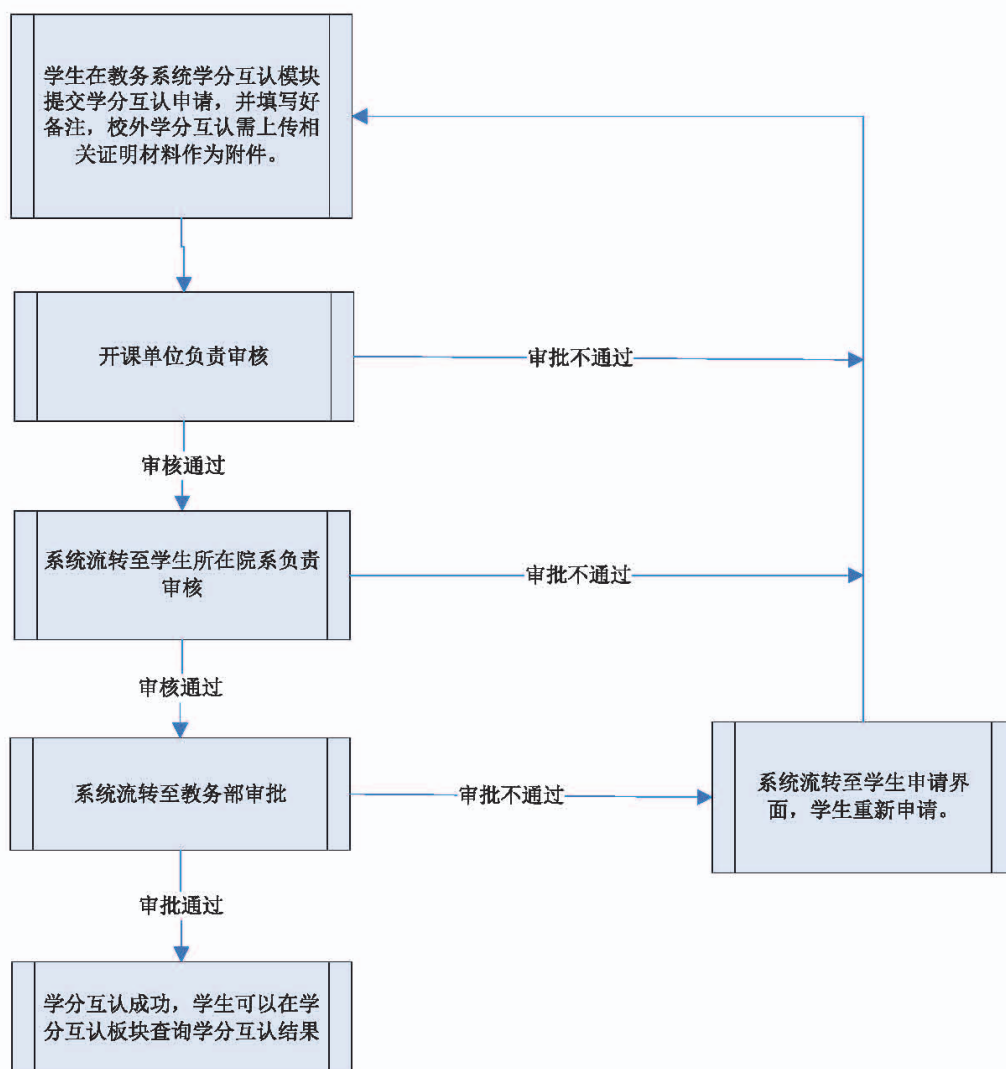 学生在教务系统学分互认模块
提交学分互认申请，并填写好
备注，校外学分互认需上传相
关证明材料作为附件。
开课单位负责审核
审批不通过
审核通过
系统流转至学生所在院系负责
审核
审批不通过
审核通过
系统流转至教务部审批
审批不通过
系统流转至学生申请界
面，学生重新申请。
审批通过
学分互认成功，学生可以在学
分互认板块查询学分互认结果